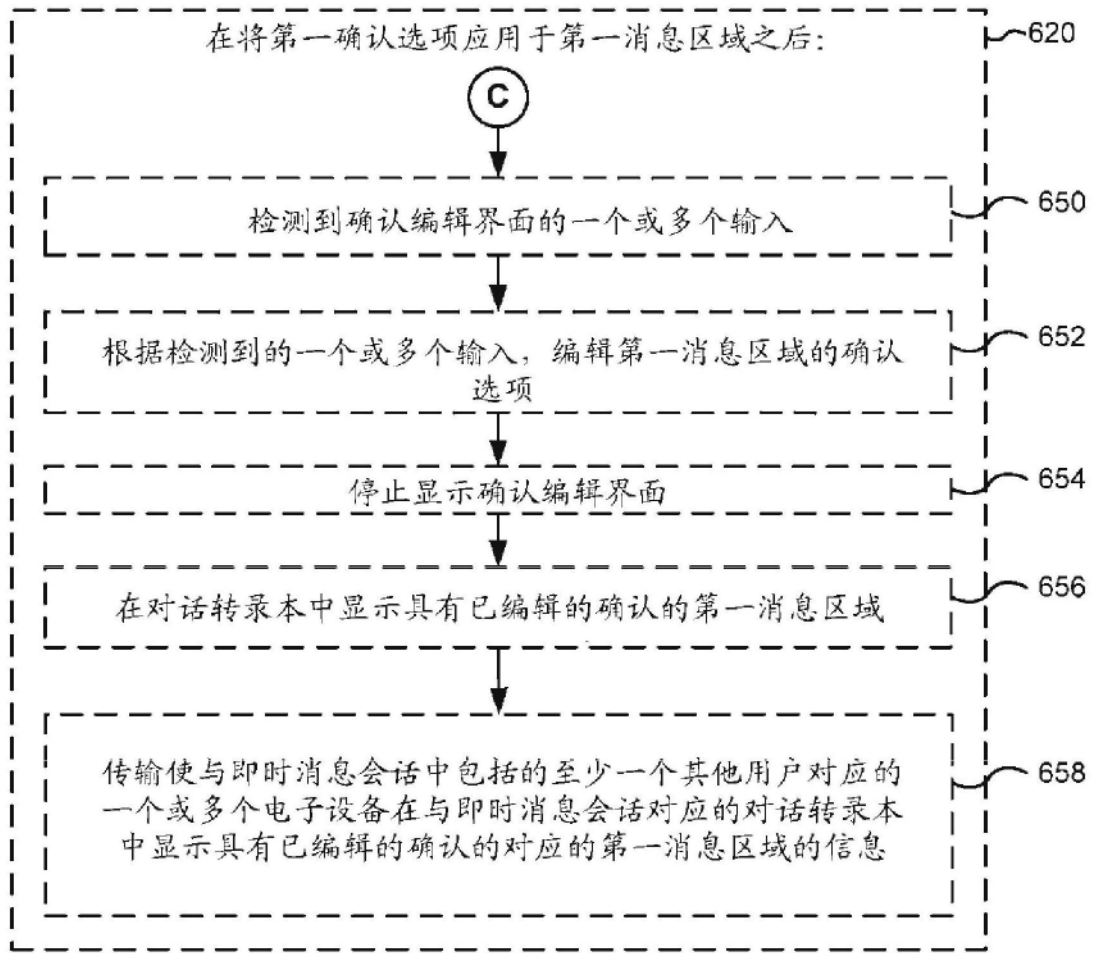 在将第一确认选项应用于第一消息区域之后:
620
C
检测到确认编辑界面的一个或多个输入
650
根据检测到的一个或多个输入, 编辑第一消息区域的确认
选项
652
停止显示确认编辑界面
654
在对话转录本中显示具有已编辑的确认的第一消息区域
656
传输使与即时消息会话中包括的至少一个其他用户对应的
一个或多个电子设备在与即时消息会话对应的对话转录本
中显示具有已编辑的确认的对应的第一消息区域的信息
658